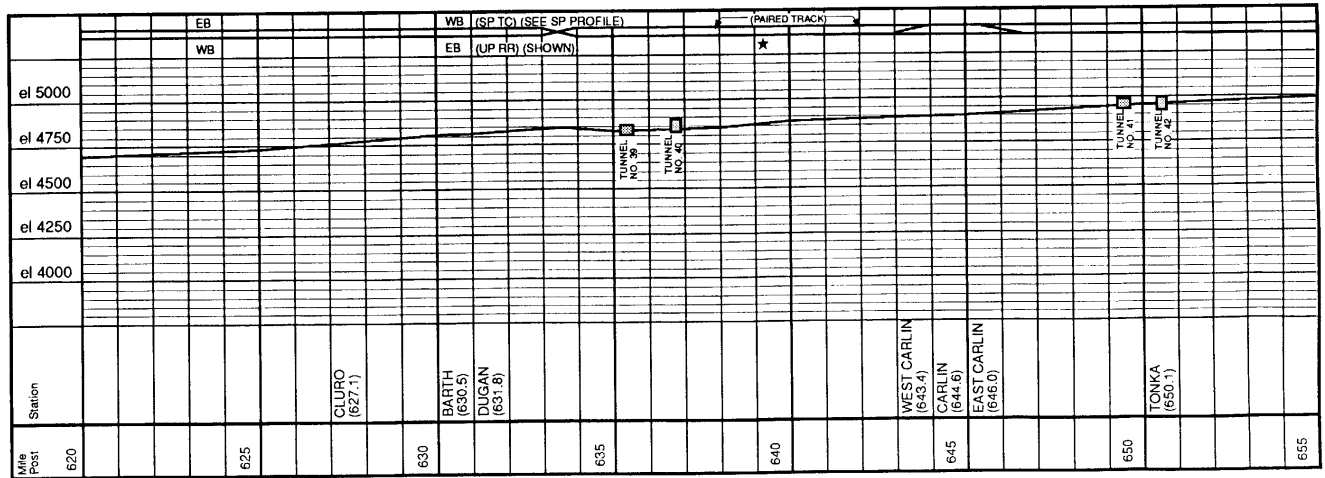 EB
WB (SP TC) (SEE SP PROFILE)
(PAIRED TRACK)
WB
EB (UP RR) (SHOWN)
★
el 5000
el 4750
el 4500
el 4250
el 4000
TUNNEL
NO. 39
TUNNEL
NO. 40
TUNNEL
NO. 41
TUNNEL
NO. 42
Station
CLURO
(627.1)
BARTH
(630.5)
DUGAN
(631.8)
WEST CARLIN
(643.4)
CARLIN
(644.6)
EAST CARLIN
(646.0)
TONKA
(650.1)
Mile
Post
620
625
630
635
640
645
650
655